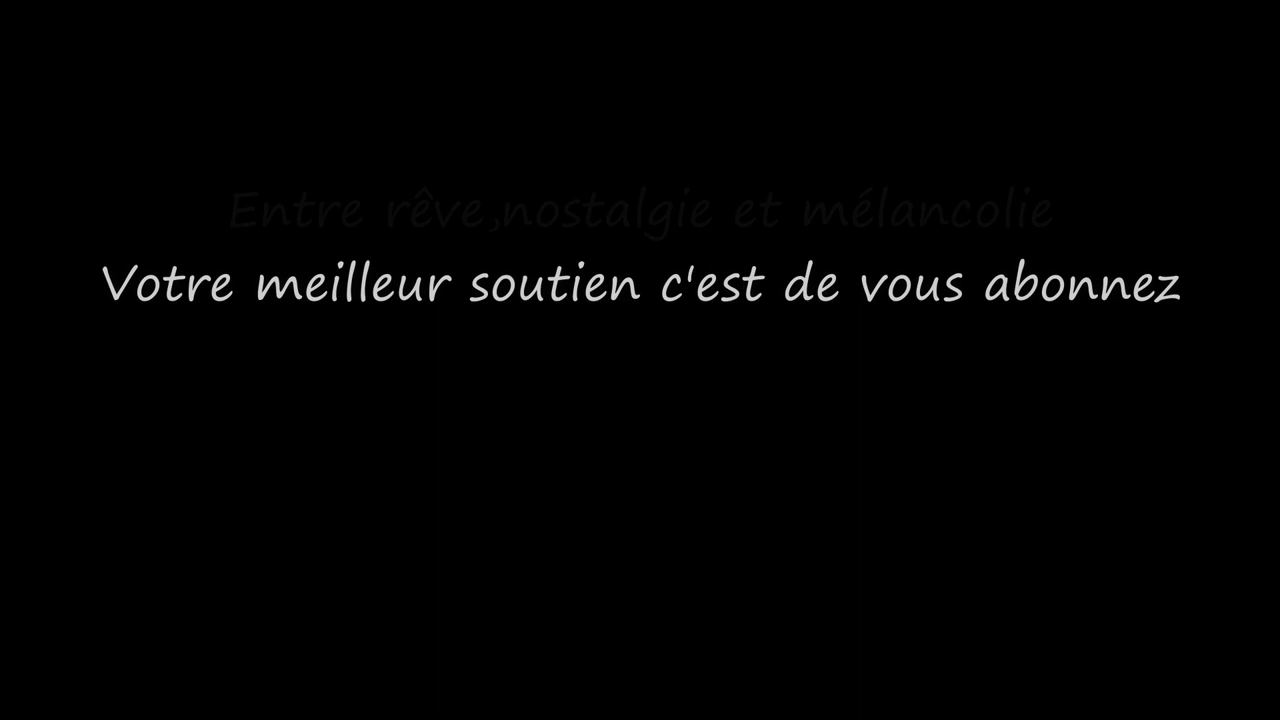 Entre rêve,nostalgie et mélancolie
Votre meilleur soutien c'est de vous abonnez